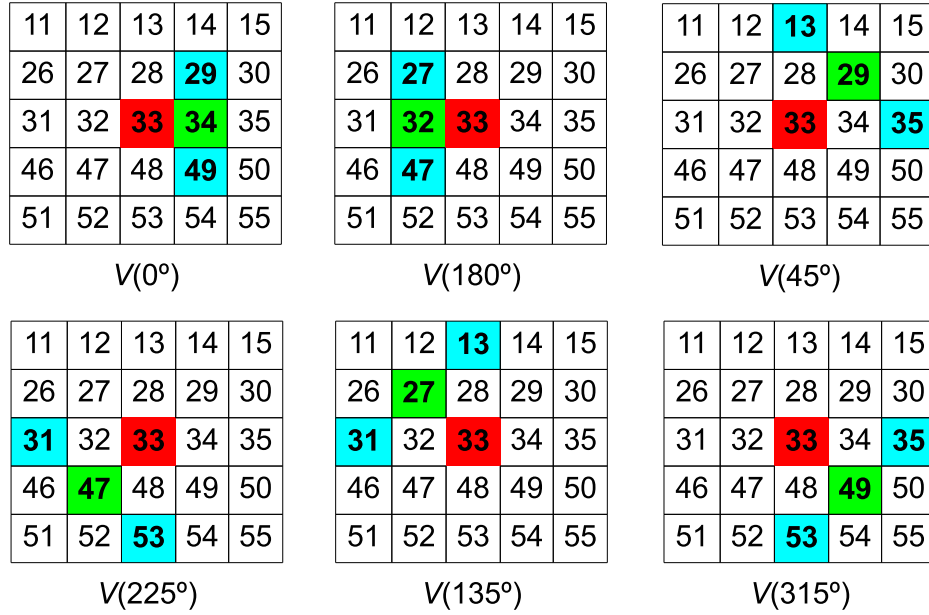 11 12 13 14 15
26 27 28 29 30
31 32 33 34 35
46 47 48 49 50
51 52 53 54 55
V(0º)
11 12 13 14 15
26 27 28 29 30
31 32 33 34 35
46 47 48 49 50
51 52 53 54 55
V(180º)
11 12 13 14 15
26 27 28 29 30
31 32 33 34 35
46 47 48 49 50
51 52 53 54 55
V(45º)
11 12 13 14 15
26 27 28 29 30
31 32 33 34 35
46 47 48 49 50
51 52 53 54 55
V(225º)
11 12 13 14 15
26 27 28 29 30
31 32 33 34 35
46 47 48 49 50
51 52 53 54 55
V(135º)
11 12 13 14 15
26 27 28 29 30
31 32 33 34 35
46 47 48 49 50
51 52 53 54 55
V(315º)